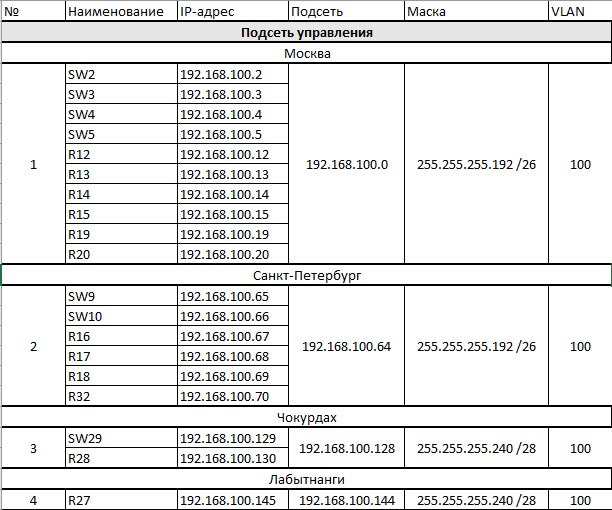 № Наименование IP-адрес Подсеть Маска VLAN
Подсеть управления
Москва
1 SW2 192.168.100.2 192.168.100.0 255.255.255.192 /26 100
SW3 192.168.100.3
SW4 192.168.100.4
SW5 192.168.100.5
R12 192.168.100.12
R13 192.168.100.13
R14 192.168.100.14
R15 192.168.100.15
R19 192.168.100.19
R20 192.168.100.20
Санкт-Петербург
2 SW9 192.168.100.65 192.168.100.64 255.255.255.192 /26 100
SW10 192.168.100.66
R16 192.168.100.67
R17 192.168.100.68
R18 192.168.100.69
R32 192.168.100.70
Чокурдах
3 SW29 192.168.100.129 192.168.100.128 255.255.255.240 /28 100
R28 192.168.100.130
Лабытнанги
4 R27 192.168.100.145 192.168.100.144 255.255.255.240 /28 100